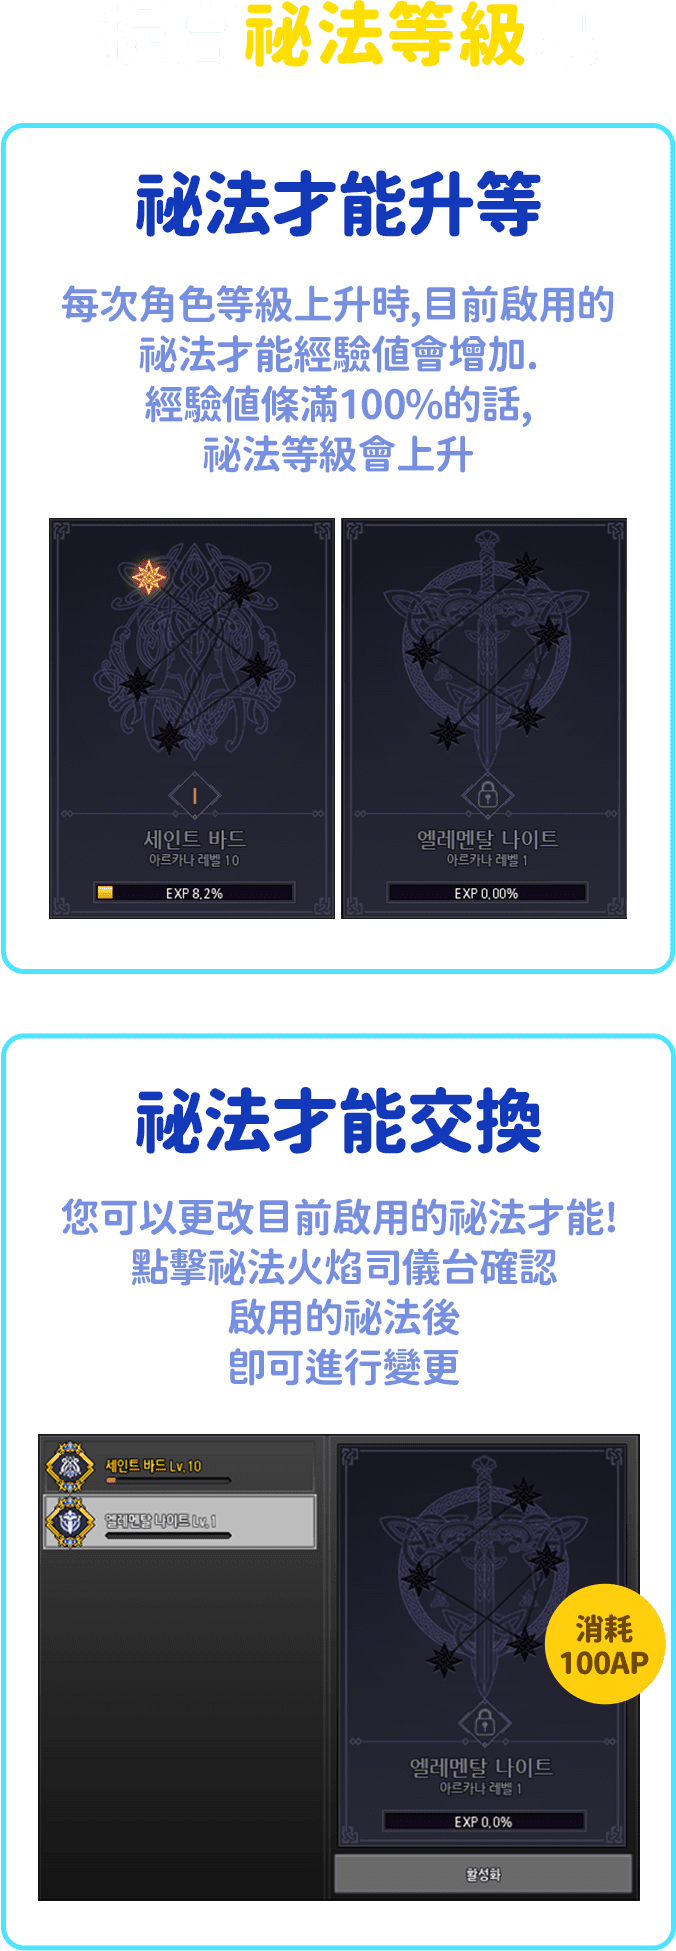 祕法等級
祕法才能升等
每次角色等級上升時,目前啟用的
祕法才能經驗值會增加.
經驗值條滿100%的話,
祕法等級會上升
I
세인트 바드
아르카나 레벨 10
EXP 8.2%
엘레멘탈 나이트
아르카나 레벨 1
EXP 0.00%
祕法才能交換
您可以更改目前啟用的祕法才能!
點擊祕法火焰司儀台確認
啟用的祕法後
即可進行變更
세인트 바드 Lv.10
엘레멘탈 나이트 Lv.1
消耗
100AP
엘레멘탈 나이트
아르카나 레벨 1
EXP 0.0%
활성화